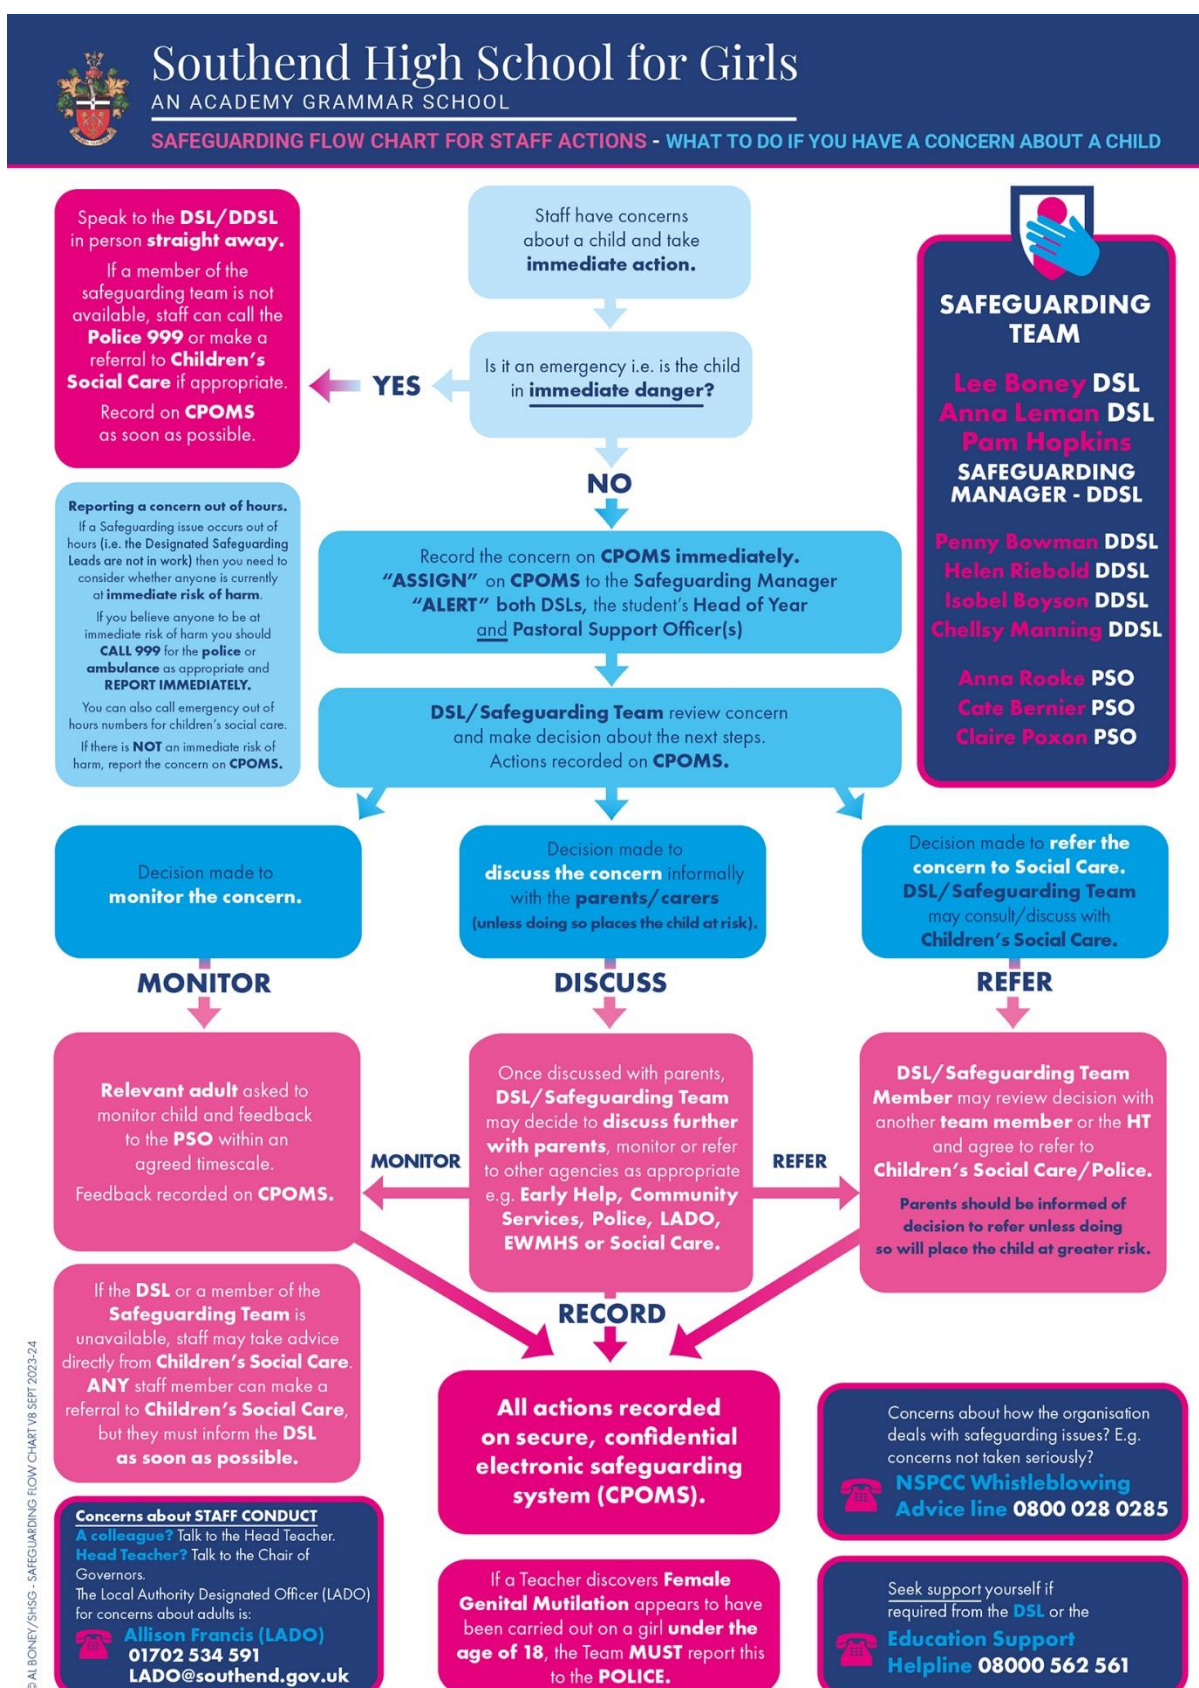 Southend High School for Girls
AN ACADEMY GRAMMAR SCHOOL
SAFEGUARDING FLOW CHART FOR STAFF ACTIONS - WHAT TO DO IF YOU HAVE A CONCERN ABOUT A CHILD
Speak to the DSL/DDSL
in person straight away.
If a member of the
safeguarding team is not
available, staff can call the
Police 999 or make a
referral to Children's
Social Care if appropriate.
Record on CPOMS
as soon as possible.
Staff have concerns
about a child and take
immediate action.
Is it an emergency i.e. is the child
in immediate danger?
YES
NO
SAFEGUARDING
TEAM
Lee Boney DSL
Anna Leman DSL
Pam Hopkins
SAFEGUARDING
MANAGER - DDSL
Penny Bowman DDSL
Helen Riebold DDSL
Isobel Boyson DDSL
Chellsy Manning DDSL
Anna Rooke PSO
Cate Bernier PSO
Claire Poxon PSO
Reporting a concern out of hours.
If a Safeguarding issue occurs out of
hours (i.e. the Designated Safeguarding
Leads are not in work) then you need to
consider whether anyone is currently
at immediate risk of harm.
If you believe anyone to be at
immediate risk of harm you should
CALL 999 for the police or
ambulance as appropriate and
REPORT IMMEDIATELY.
You can also call emergency out of
hours numbers for children's social care.
If there is NOT an immediate risk of
harm, report the concern on CPOMS.
Record the concern on CPOMS immediately.
"ASSIGN" on CPOMS to the Safeguarding Manager
"ALERT" both DSLs, the student's Head of Year
and Pastoral Support Officer(s)
DSL/Safeguarding Team review concern
and make decision about the next steps.
Actions recorded on CPOMS.
Decision made to
monitor the concern.
Decision made to
discuss the concern informally
with the parents/carers
(unless doing so places the child at risk).
Decision made to refer the
concern to Social Care.
DSL/Safeguarding Team
may consult/discuss with
Children's Social Care.
MONITOR
DISCUSS
REFER
Relevant adult asked to
monitor child and feedback
to the PSO within an
agreed timescale.
Feedback recorded on CPOMS.
MONITOR
Once discussed with parents,
DSL/Safeguarding Team
may decide to discuss further
with parents, monitor or refer
to other agencies as appropriate
e.g. Early Help, Community
Services, Police, LADO,
EWMHS or Social Care.
REFER
DSL/Safeguarding Team
Member may review decision with
another team member or the HT
and agree to refer to
Children's Social Care/Police.
Parents should be informed of
decision to refer unless doing
so will place the child at greater risk.
If the DSL or a member of the
Safeguarding Team is
unavailable, staff may take advice
directly from Children's Social Care.
ANY staff member can make a
referral to Children's Social Care,
but they must inform the DSL
as soon as possible.
RECORD
All actions recorded
on secure, confidential
electronic safeguarding
system (CPOMS).
Concerns about how the organisation
deals with safeguarding issues? E.g.
concerns not taken seriously?
NSPCC Whistleblowing
Advice line 0800 028 0285
Concerns about STAFF CONDUCT
A colleague? Talk to the Head Teacher.
Head Teacher? Talk to the Chair of
Governors.
The Local Authority Designated Officer (LADO)
for concerns about adults is:
Allison Francis (LADO)
01702 534 591
LADO@southend.gov.uk
If a Teacher discovers Female
Genital Mutilation appears to have
been carried out on a girl under the
age of 18, the Team MUST report this
to the POLICE.
Seek support yourself if
required from the DSL or the
Education Support
Helpline 08000 562 561
© AL BONEY/SHSG - SAFEGUARDING FLOW CHART V8 SEPT 2023-24